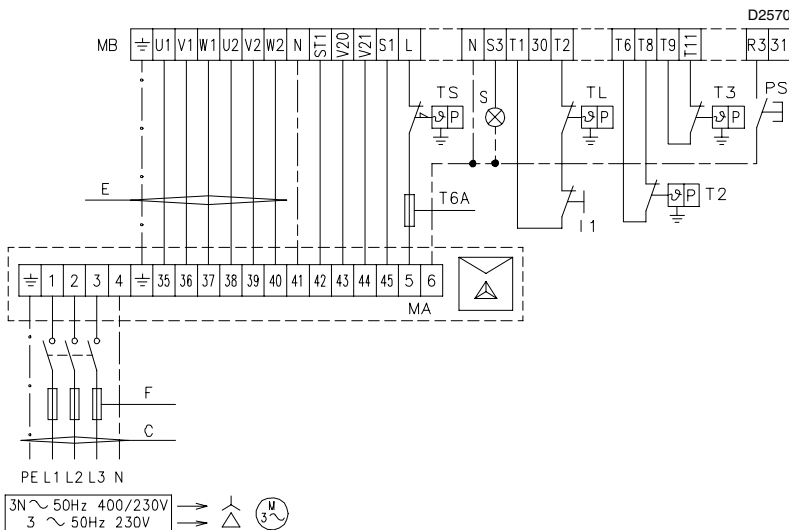 D2570
MB ⏚ U1 V1 W1 U2 V2 W2 N ST1 V20 V21 S1 L N S3 T1 30 T2 T6 T8 T9 T11 R3 31
TS S TL T3 PS
ϑ P ϑ P ϑ P
E T6A ϑ P T2
I1
⏚ 1 2 3 4 ⏚ 35 36 37 38 39 40 41 42 43 44 45 5 6
MA
F
C
PE L1 L2 L3 N
3N ~ 50Hz 400/230V
3 ~ 50Hz 230V
M
3~